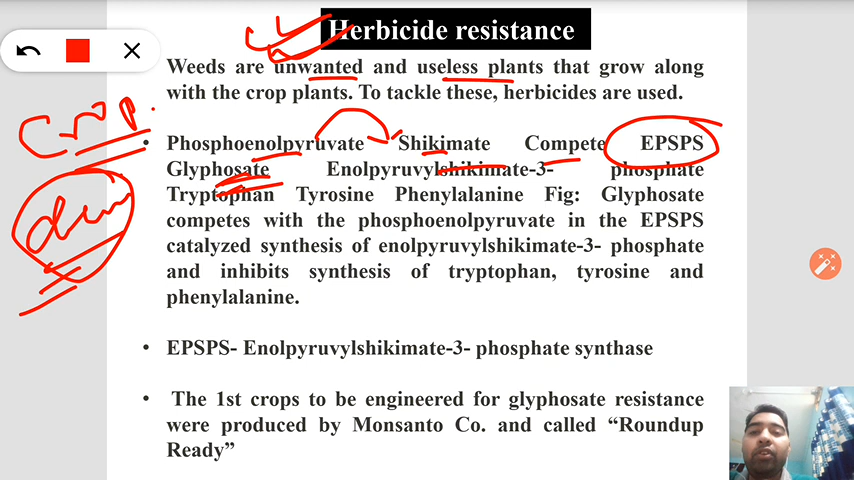 Herbicide resistance
Weeds are unwanted and useless plants that grow along
with the crop plants. To tackle these, herbicides are used.
Crop.
• Phosphoenolpyruvate Shikimate Compete EPSPS
Glyphosate Enolpyruvylshikimate-3- phosphate
Tryptophan Tyrosine Phenylalanine Fig: Glyphosate
competes with the phosphoenolpyruvate in the EPSPS
catalyzed synthesis of enolpyruvylshikimate-3- phosphate
and inhibits synthesis of tryptophan, tyrosine and
phenylalanine.
• EPSPS- Enolpyruvylshikimate-3- phosphate synthase
• The 1st crops to be engineered for glyphosate resistance
were produced by Monsanto Co. and called “Roundup
Ready”